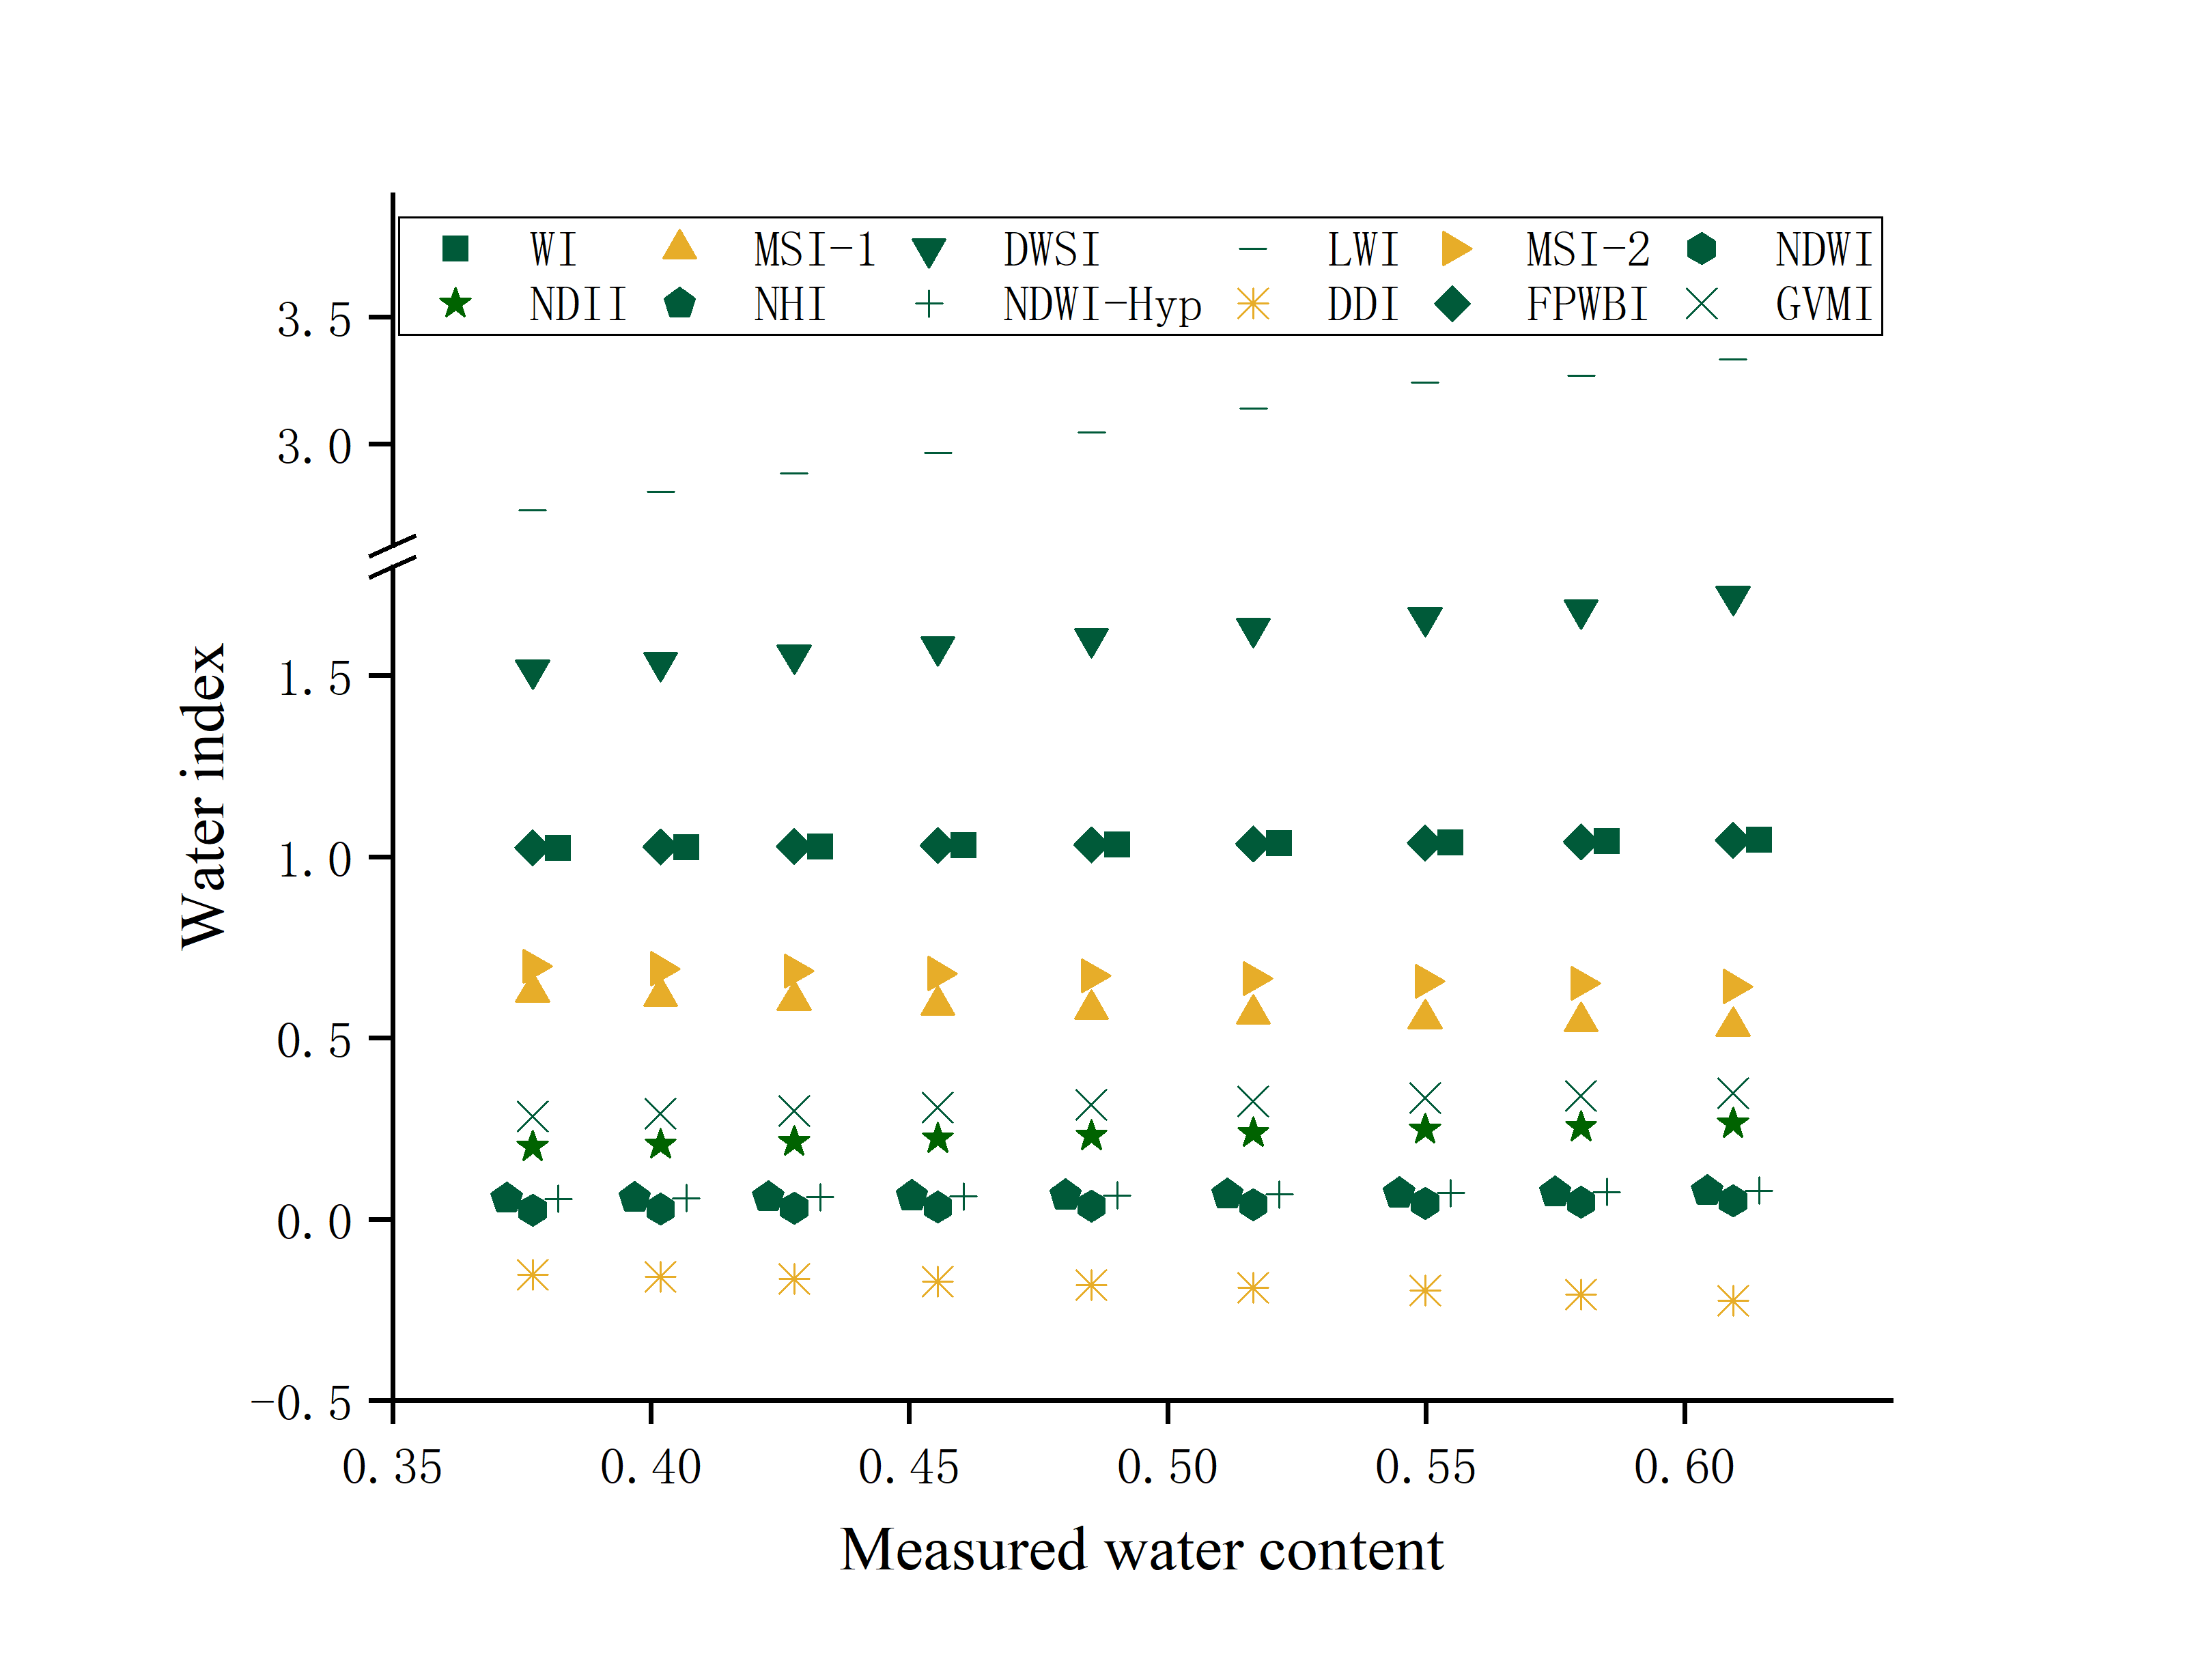 WI MSI-1 DWSI LWI MSI-2 NDWI
NDII NHI NDWI-Hyp DDI FPWBI GVMI
3.5
3.0
1.5
1.0
0.5
0.0
-0.5
Water index
0.35 0.40 0.45 0.50 0.55 0.60
Measured water content